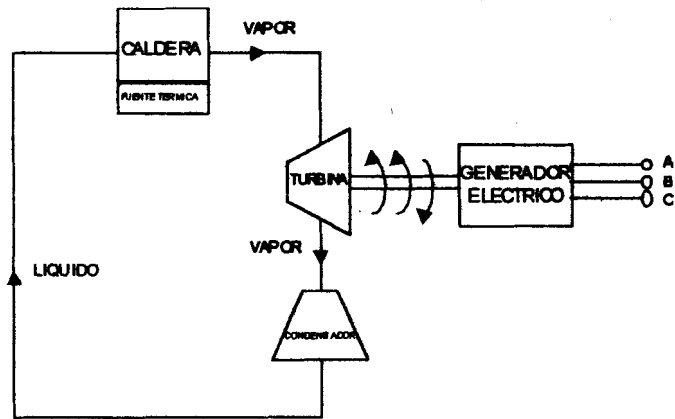 VAPOR
CALDERA
FUENTE TERMICA
TURBINA
GENERADOR
ELECTRICO
A
B
C
VAPOR
LIQUIDO
CONDENSADOR